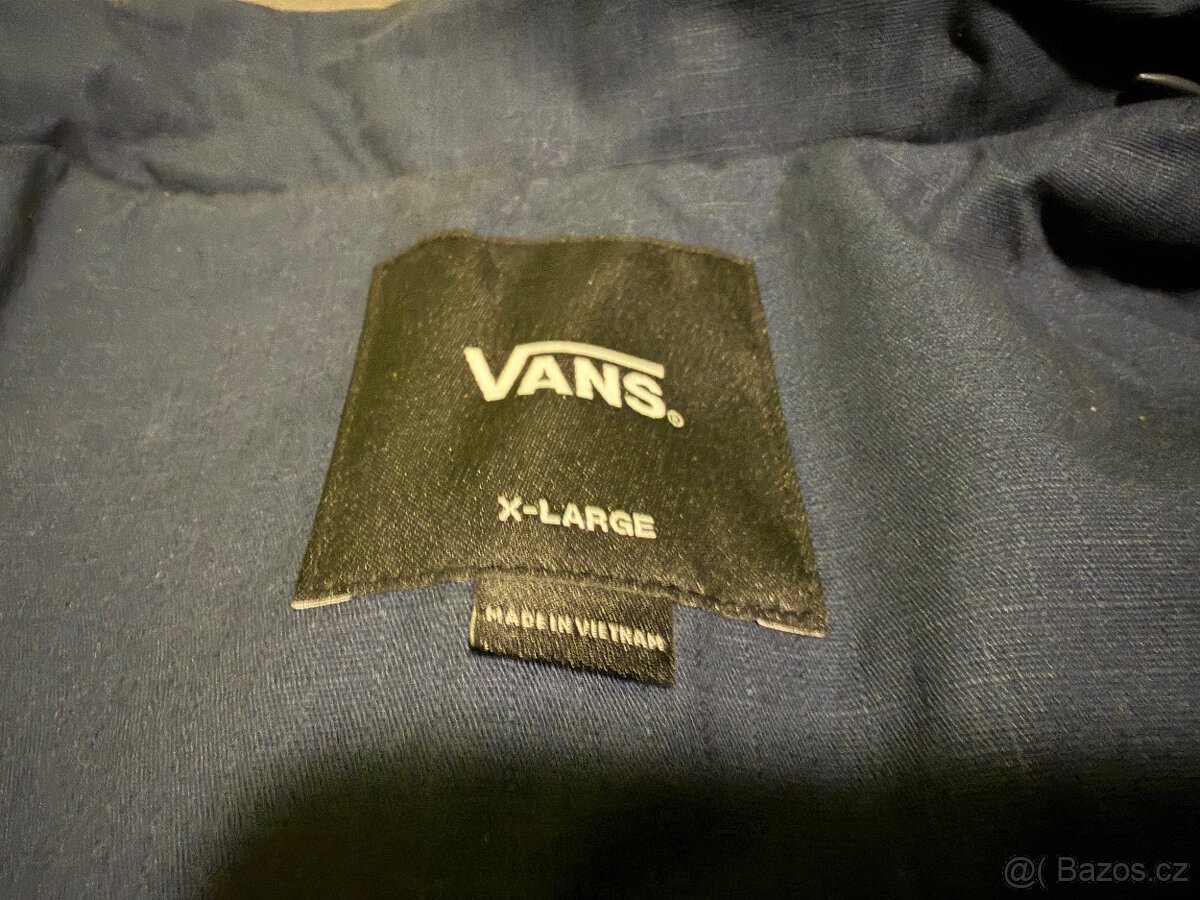 VANS®
X-LARGE
MADE IN VIETNAM
@( Bazos.cz